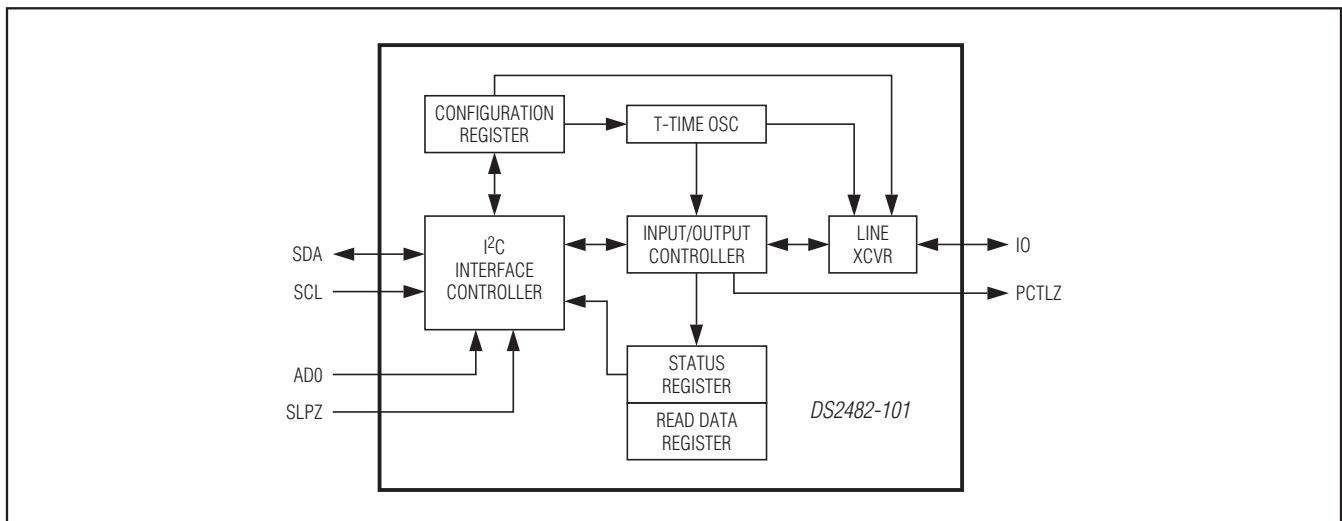 CONFIGURATION
REGISTER
T-TIME OSC
SDA
SCL
AD0
SLPZ
I²C
INTERFACE
CONTROLLER
INPUT/OUTPUT
CONTROLLER
LINE
XCVR
IO
PCTLZ
STATUS
REGISTER
READ DATA
REGISTER
DS2482-101